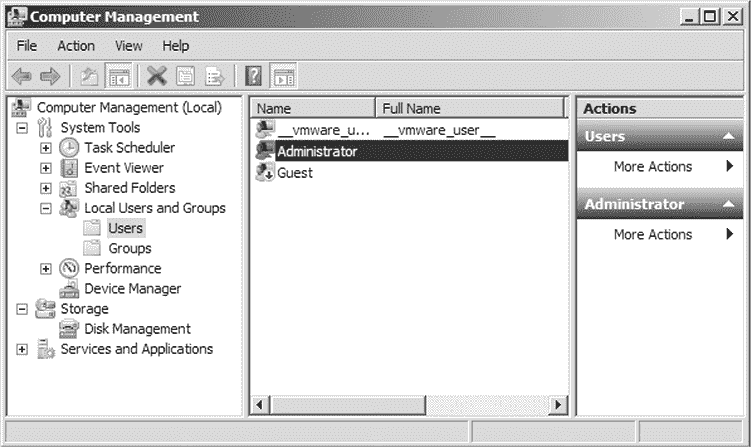 Computer Management
File Action View Help
Computer Management (Local)
System Tools
Task Scheduler
Event Viewer
Shared Folders
Local Users and Groups
Users
Groups
Performance
Device Manager
Storage
Disk Management
Services and Applications
Name Full Name
__vmware_u... __vmware_user__
Administrator
Guest
Actions
Users
More Actions
Administrator
More Actions